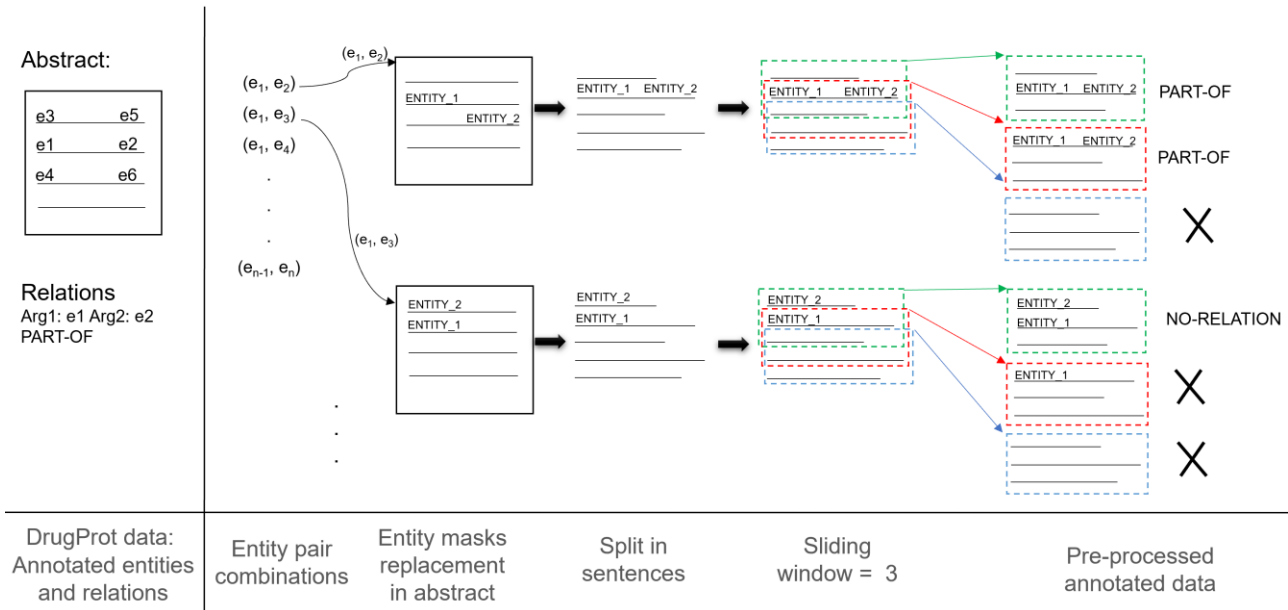 Abstract:
e3 e5
e1 e2
e4 e6
Relations
Arg1: e1 Arg2: e2
PART-OF
(e1, e2)
(e1, e3)
(e1, e4)
.
.
.
(en-1, en)
(e1, e2)
(e1, e3)
.
.
.
ENTITY_1
ENTITY_2
ENTITY_1 ENTITY_2
ENTITY_1 ENTITY_2
ENTITY_1 ENTITY_2
PART-OF
ENTITY_1 ENTITY_2
PART-OF
X
ENTITY_2
ENTITY_1
ENTITY_2
ENTITY_1
ENTITY_2
ENTITY_1
ENTITY_2
ENTITY_1
NO-RELATION
ENTITY_1
X
X
DrugProt data:
Annotated entities
and relations
Entity pair
combinations
Entity masks
replacement
in abstract
Split in
sentences
Sliding
window = 3
Pre-processed
annotated data